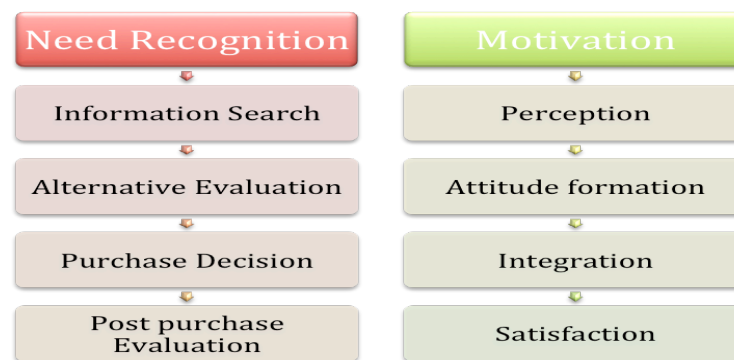 Need Recognition
Information Search
Alternative Evaluation
Purchase Decision
Post purchase
Evaluation
Motivation
Perception
Attitude formation
Integration
Satisfaction